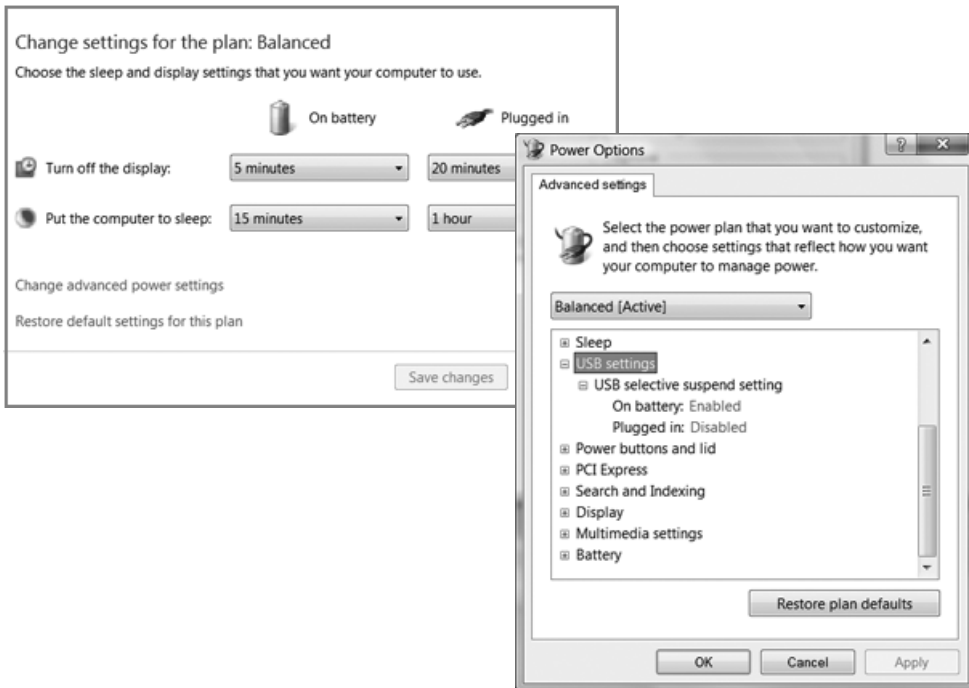 Change settings for the plan: Balanced
Choose the sleep and display settings that you want your computer to use.
On battery Plugged in
Turn off the display: 5 minutes 20 minutes
Put the computer to sleep: 15 minutes 1 hour
Change advanced power settings
Restore default settings for this plan
Save changes
Power Options
Advanced settings
Select the power plan that you want to customize,
and then choose settings that reflect how you want
your computer to manage power.
Balanced [Active]
Sleep
USB settings
USB selective suspend setting
On battery: Enabled
Plugged in: Disabled
Power buttons and lid
PCI Express
Search and Indexing
Display
Multimedia settings
Battery
Restore plan defaults
OK Cancel Apply